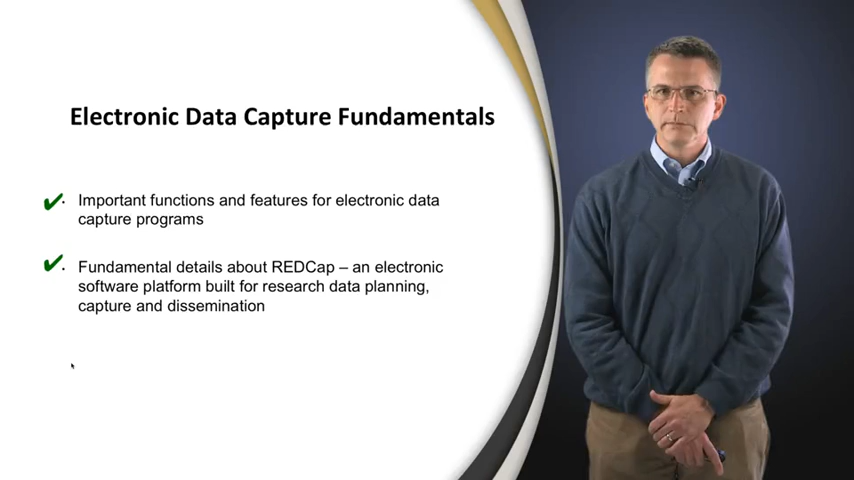 Electronic Data Capture Fundamentals
Important functions and features for electronic data
capture programs
Fundamental details about REDCap – an electronic
software platform built for research data planning,
capture and dissemination